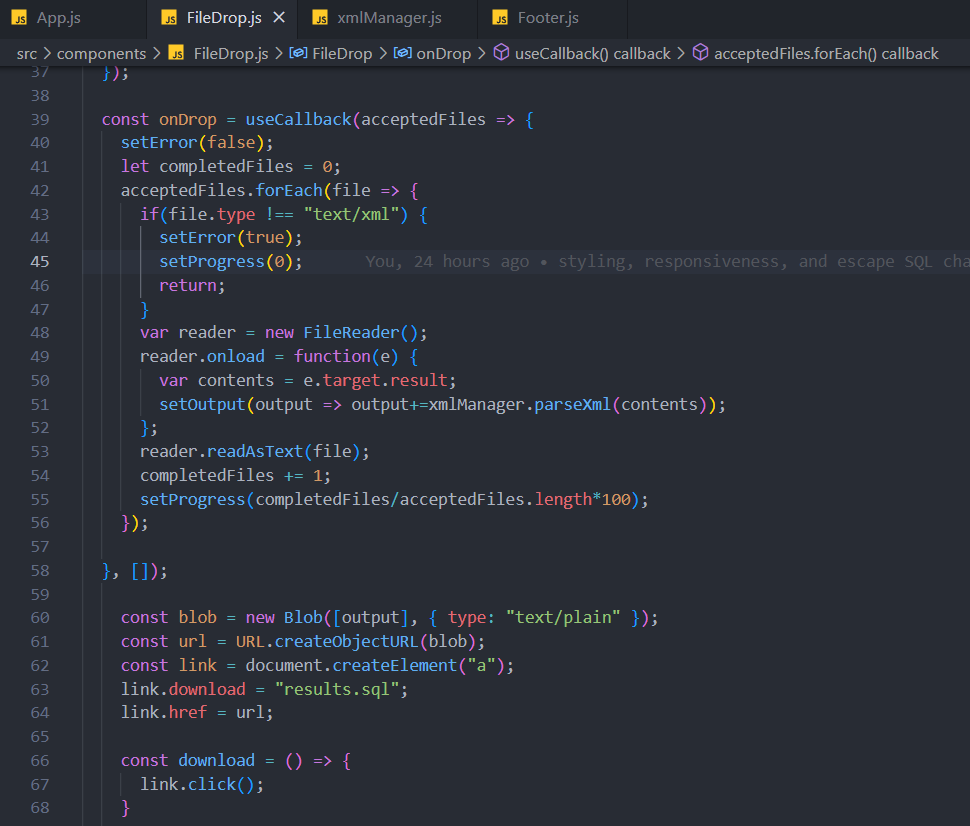 JS App.js JS FileDrop.js × JS xmlManager.js JS Footer.js
src > components > JS FileDrop.js > FileDrop > onDrop > useCallback() callback > acceptedFiles.forEach() callback
37 });
38
39 const onDrop = useCallback(acceptedFiles => {
40 setError(false);
41 let completedFiles = 0;
42 acceptedFiles.forEach(file => {
43 if(file.type !== "text/xml") {
44 setError(true);
45 setProgress(0); You, 24 hours ago • styling, responsiveness, and escape SQL cha
46 return;
47 }
48 var reader = new FileReader();
49 reader.onload = function(e) {
50 var contents = e.target.result;
51 setOutput(output => output+=xmlManager.parseXml(contents));
52 };
53 reader.readAsText(file);
54 completedFiles += 1;
55 setProgress(completedFiles/acceptedFiles.length*100);
56 });
57
58 }, []);
59
60 const blob = new Blob([output], { type: "text/plain" });
61 const url = URL.createObjectURL(blob);
62 const link = document.createElement("a");
63 link.download = "results.sql";
64 link.href = url;
65
66 const download = () => {
67 link.click();
68 }